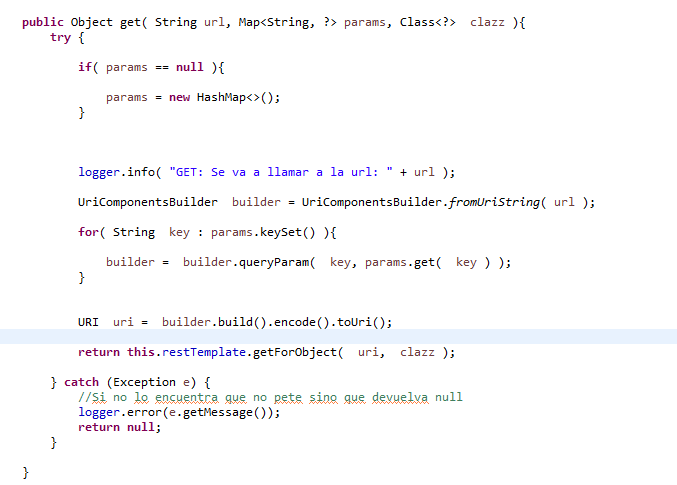 public Object get( String url, Map<String, ?> params, Class<?>  clazz ){
try {
if( params == null ){
params = new HashMap<>();
}
logger.info( "GET: Se va a llamar a la url: " + url );
UriComponentsBuilder  builder = UriComponentsBuilder.fromUriString( url );
for( String  key : params.keySet() ){
builder =  builder.queryParam(  key, params.get(  key ) );
}
URI  uri =  builder.build().encode().toUri();
return this.restTemplate.getForObject(  uri,  clazz );
} catch (Exception e) {
//Si no lo encuentra que no pete sino que devuelva null
logger.error(e.getMessage());
return null;
}
}